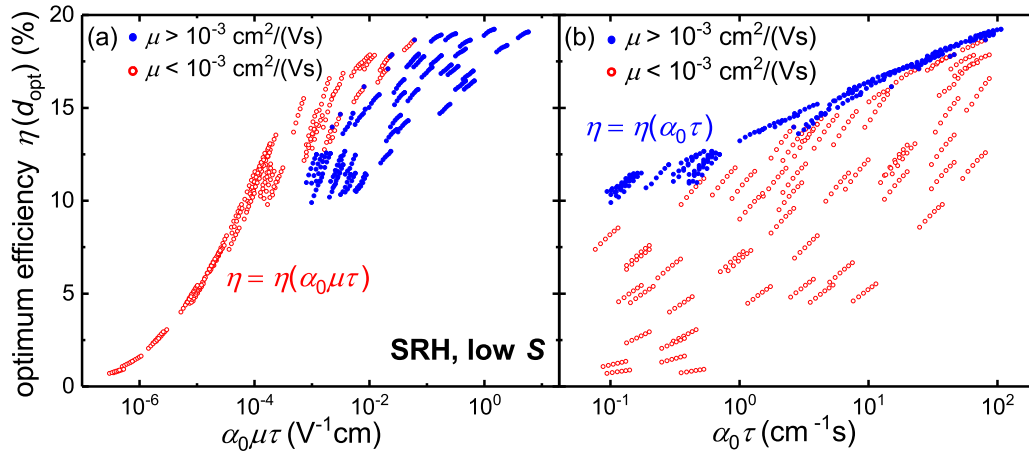 (a)
μ > 10⁻³ cm²/(Vs)
μ < 10⁻³ cm²/(Vs)
η = η(α₀μτ)
SRH, low S
optimum efficiency η(d_opt) (%)
20
15
10
5
0
10⁻⁶ 10⁻⁵ 10⁻⁴ 10⁻² 10⁰
α₀μτ (V⁻¹cm)
(b)
μ > 10⁻³ cm²/(Vs)
μ < 10⁻³ cm²/(Vs)
η = η(α₀τ)
10⁻¹ 10⁰ 10¹ 10²
α₀τ (cm⁻¹s)